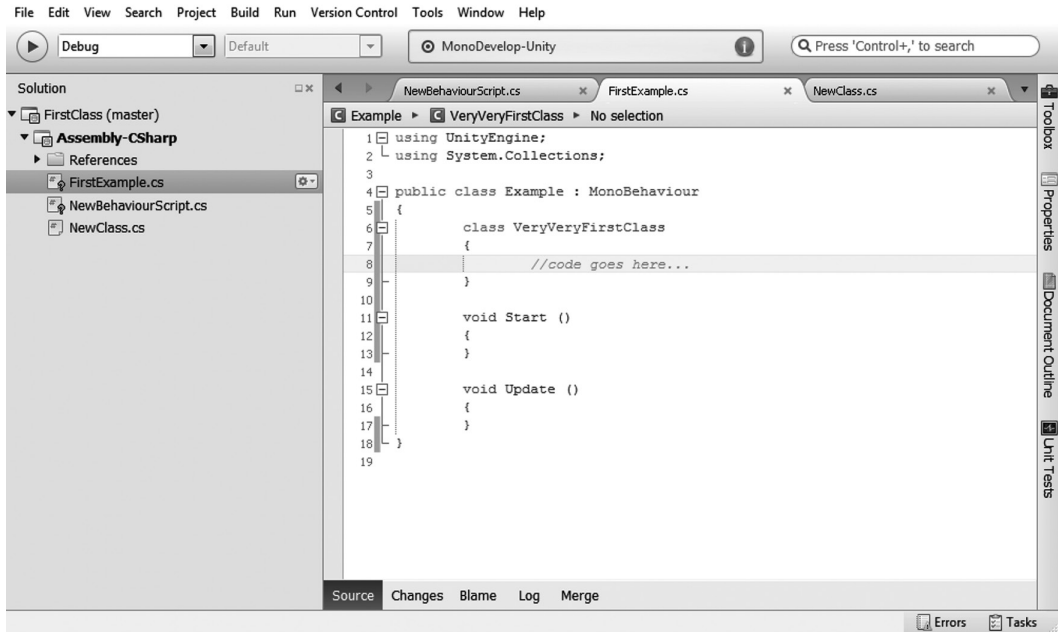 File Edit View Search Project Build Run Version Control Tools Window Help
Debug Default MonoDevelop-Unity Press 'Control+,' to search
Solution
FirstClass (master)
Assembly-CSharp
References
FirstExample.cs
NewBehaviourScript.cs
NewClass.cs
NewBehaviourScript.cs FirstExample.cs NewClass.cs
Example VeryVeryFirstClass No selection
1 using UnityEngine;
2 using System.Collections;
3
4 public class Example : MonoBehaviour
5 {
6 class VeryVeryFirstClass
7 {
8 //code goes here...
9 }
10
11 void Start ()
12 {
13 }
14
15 void Update ()
16 {
17 }
18 }
19
Toolbox
Properties
Document Outline
Unit Tests
Source Changes Blame Log Merge
Errors Tasks